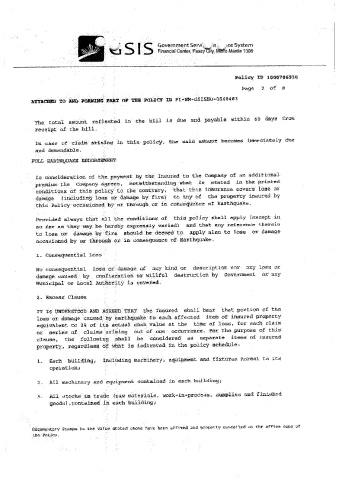 GSIS Government Service Insurance System
Financial Center, Pasay City, Metro Manila 1308
Policy ID
Page 2 of 8
ATTACHED TO AND FORMING PART OF THE POLICY
The total amount reflected in the bill is due and payable within 60 days from
receipt of the bill.
In case of claim arising in this policy, the said amount becomes immediately due
and demandable.
FULL EARTHQUAKE ENDORSEMENT
In consideration of the payment by the Insured to the Company of an additional
premium the Company agrees, notwithstanding what is stated in the printed
conditions of this policy to the contrary, that this insurance covers loss or
damage (including loss or damage by fire) to any of the property insured by
this Policy occasioned by or through or in consequence of Earthquake.
Provided always that all the conditions of this policy shall apply (except in
so far as they may be hereby expressly varied) and that any reference therein
to loss or damage by fire should be deemed to apply also to loss or damage
occasioned by or through or in consequence of Earthquake.
1. Consequential Loss
No consequential loss or damage of any kind or description nor any loss or
damage caused by confiscation or willful destruction by Government or any
Municipal or Local Authority is covered.
2. Excess Clause
IT IS UNDERSTOOD AND AGREED that the Insured shall bear that portion of the
loss or damage caused by earthquake to each affected item of insured property
equivalent to 2% of its actual cash value at the time of loss, for each claim
or series of claims arising out of one occurrence. For the purpose of this
clause, the following shall be considered as separate items of insured
property, regardless of what is indicated in the policy schedule.
1. Each building, including machinery, equipment and fixtures normal to its
operation;
2. All machinery and equipment contained in each building;
3. All stocks in trade (raw materials, work-in-process, supplies and finished
goods) contained in each building;
Documentary Stamps to the value stated above have been affixed and properly cancelled on the office copy of
the Policy.